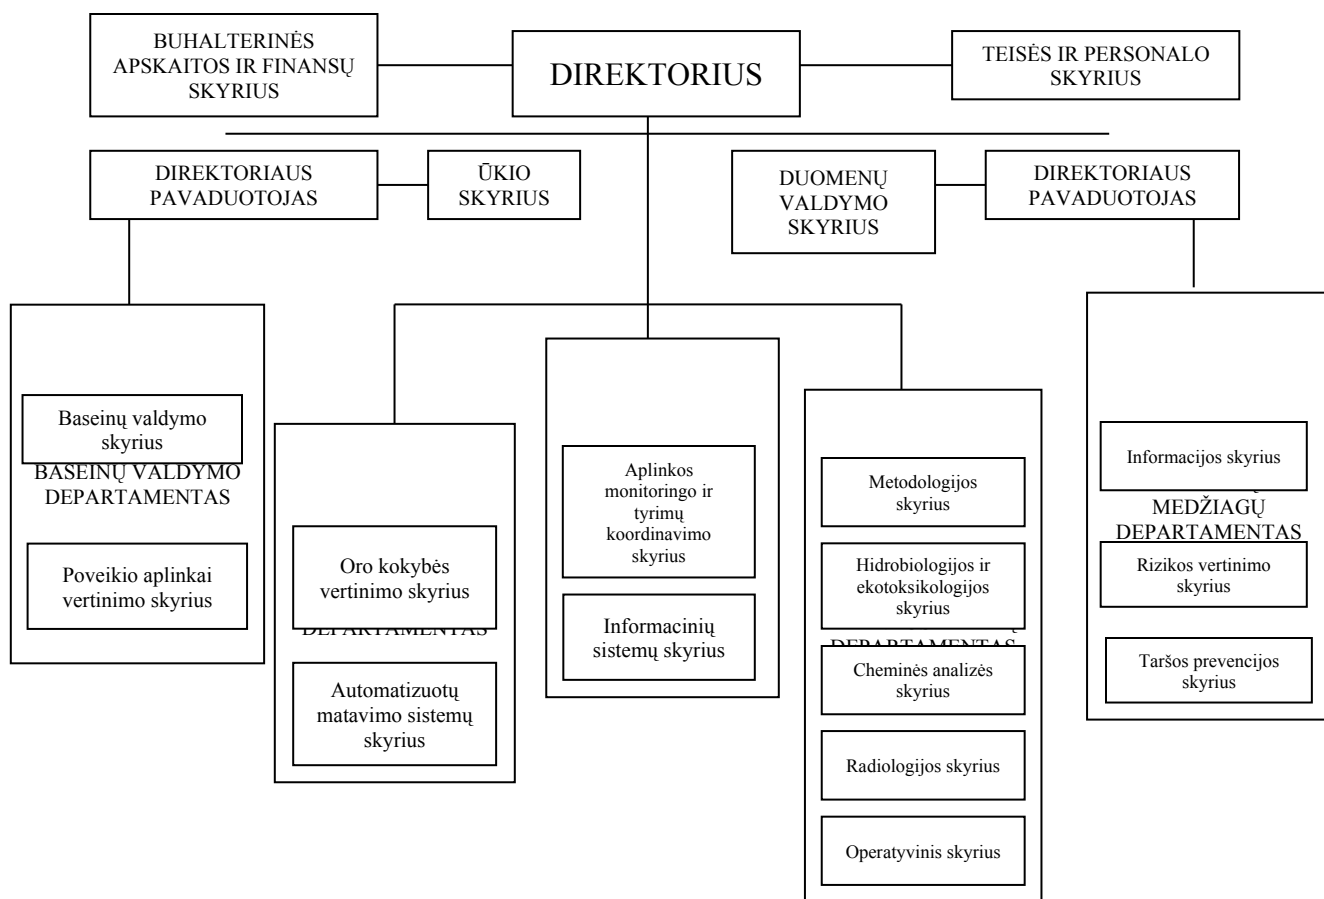 BUHALTERINĖS
APSKAITOS IR FINANSŲ
SKYRIUS
DIREKTORIUS
TEISĖS IR PERSONALO
SKYRIUS
DIREKTORIAUS
PAVADUOTOJAS
ŪKIO
SKYRIUS
DUOMENŲ
VALDYMO
SKYRIUS
DIREKTORIAUS
PAVADUOTOJAS
Baseinų valdymo
skyrius
BASEINŲ VALDYMO
DEPARTAMENTAS
Poveikio aplinkai
vertinimo skyrius
Oro kokybės
vertinimo skyrius
DEPARTAMENTAS
Automatizuotų
matavimo sistemų
skyrius
Aplinkos
monitoringo ir
tyrimų
koordinavimo
skyrius
Informacinių
sistemų skyrius
Metodologijos
skyrius
Hidrobiologijos ir
ekotoksikologijos
skyrius
DEPARTAMENTAS
Cheminės analizės
skyrius
Radiologijos skyrius
Operatyvinis skyrius
Informacijos skyrius
MEDŽIAGŲ
DEPARTAMENTAS
Rizikos vertinimo
skyrius
Taršos prevencijos
skyrius